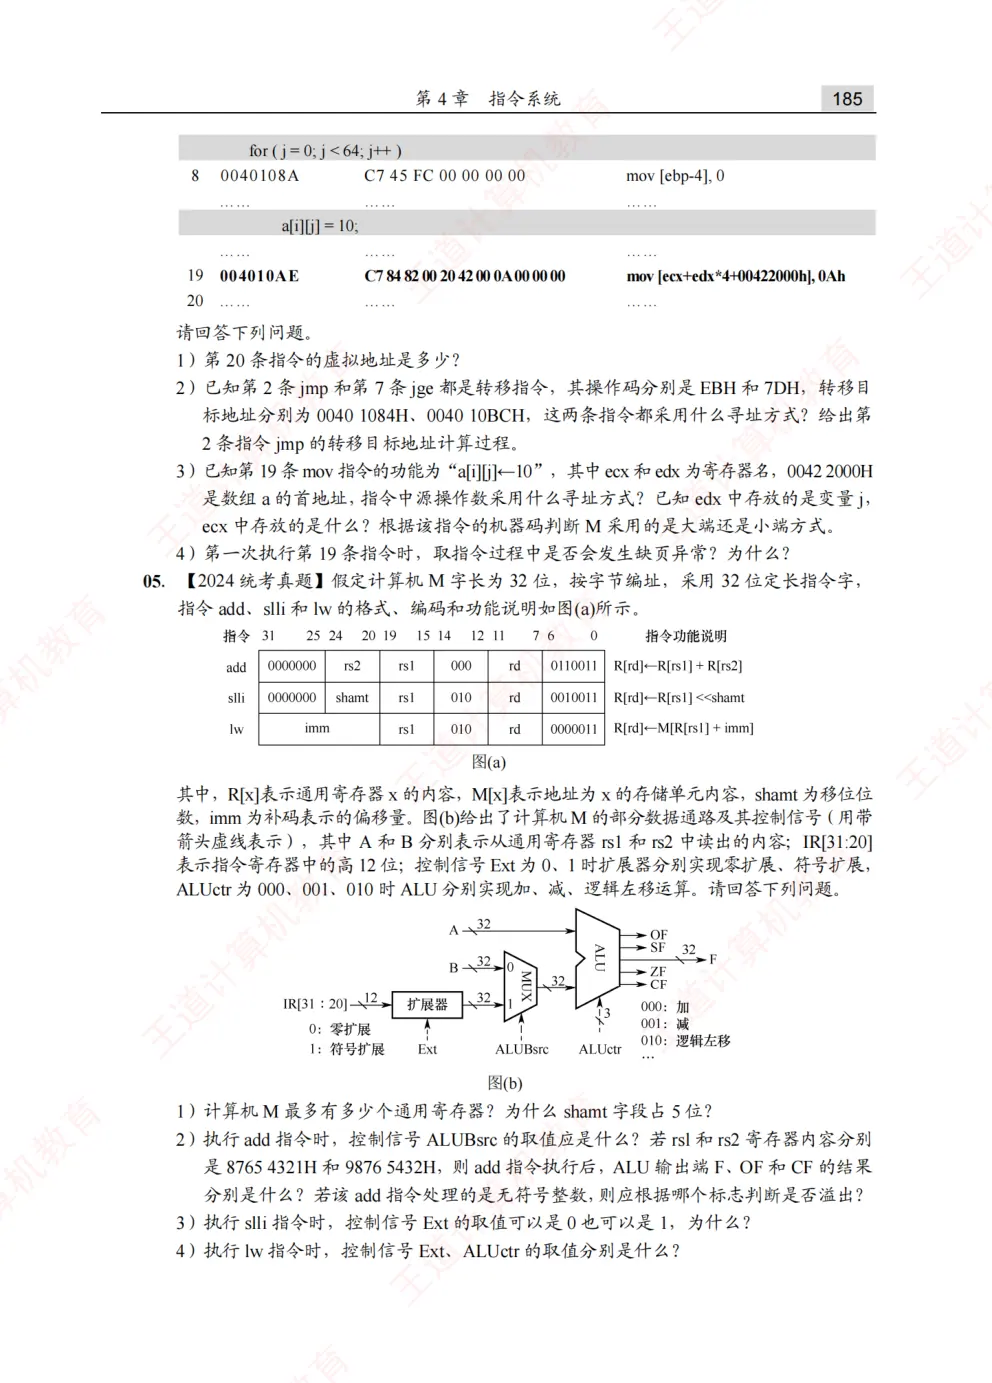 第 4 章 指令系统 185
for ( j = 0; j < 64; j++ )
8 0040108A C7 45 FC 00 00 00 00 mov [ebp-4], 0
…… …… ……
a[i][j] = 10;
…… …… ……
19 004010AE C7 84 82 00 20 42 00 0A 00 00 00 mov [ecx+edx*4+00422000h], 0Ah
20 …… …… ……
请回答下列问题。
1）第 20 条指令的虚拟地址是多少？
2）已知第 2 条 jmp 和第 7 条 jge 都是转移指令，其操作码分别是 EBH 和 7DH，转移目
标地址分别为 0040 1084H、0040 10BCH，这两条指令都采用什么寻址方式？给出第
2 条指令 jmp 的转移目标地址计算过程。
3）已知第 19 条 mov 指令的功能为“a[i][j]←10”，其中 ecx 和 edx 为寄存器名，0042 2000H
是数组 a 的首地址，指令中源操作数采用什么寻址方式？已知 edx 中存放的是变量 j，
ecx 中存放的是什么？根据该指令的机器码判断 M 采用的是大端还是小端方式。
4）第一次执行第 19 条指令时，取指令过程中是否会发生缺页异常？为什么？
05. 【2024 统考真题】假定计算机 M 字长为 32 位，按字节编址，采用 32 位定长指令字，
指令 add、slli 和 lw 的格式、编码和功能说明如图(a)所示。
指令 31 25 24 20 19 15 14 12 11 7 6 0 指令功能说明
add 0000000 rs2 rs1 000 rd 0110011 R[rd]←R[rs1] + R[rs2]
slli 0000000 shamt rs1 010 rd 0010011 R[rd]←R[rs1] <<shamt
lw imm rs1 010 rd 0000011 R[rd]←M[R[rs1] + imm]
图(a)
其中，R[x]表示通用寄存器 x 的内容，M[x]表示地址为 x 的存储单元内容，shamt 为移位位
数，imm 为补码表示的偏移量。图(b)给出了计算机 M 的部分数据通路及其控制信号（用带
箭头虚线表示），其中 A 和 B 分别表示从通用寄存器 rs1 和 rs2 中读出的内容；IR[31:20]
表示指令寄存器中的高 12 位；控制信号 Ext 为 0、1 时扩展器分别实现零扩展、符号扩展，
ALUctr 为 000、001、010 时 ALU 分别实现加、减、逻辑左移运算。请回答下列问题。
A 32
OF
SF 32
F
B 32 0
ALU
MUX
32
ZF
CF
IR[31：20] 12 扩展器 32 1
3
000：加
0：零扩展
001：减
1：符号扩展 Ext ALUBsrc ALUctr
010：逻辑左移
…
图(b)
1）计算机 M 最多有多少个通用寄存器？为什么 shamt 字段占 5 位？
2）执行 add 指令时，控制信号 ALUBsrc 的取值应是什么？若 rsl 和 rs2 寄存器内容分别
是 8765 4321H 和 9876 5432H，则 add 指令执行后，ALU 输出端 F、OF 和 CF 的结果
分别是什么？若该 add 指令处理的是无符号整数，则应根据哪个标志判断是否溢出？
3）执行 slli 指令时，控制信号 Ext 的取值可以是 0 也可以是 1，为什么？
4）执行 lw 指令时，控制信号 Ext、ALUctr 的取值分别是什么？